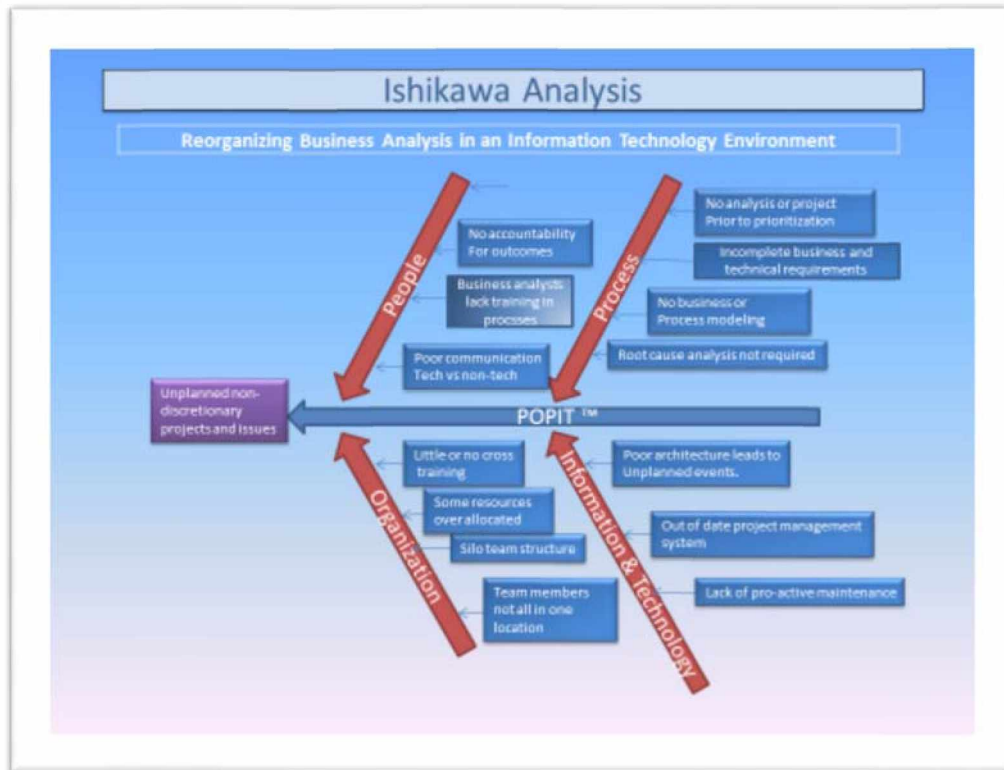 Ishikawa Analysis
Reorganizing Business Analysis in an Information Technology Environment
People
No accountability
For outcomes
Business analysts
lack training in
procsses
Poor communication
Tech vs non-tech
Process
No analysis or project
Prior to prioritization
Incomplete business and
technical requirements
No business or
Process modeling
Root cause analysis not required
Unplanned non-
discretionary
projects and issues
POPIT ™
Organization
Little or no cross
training
Some resources
over allocated
Silo team structure
Team members
not all in one
location
Information & Technology
Poor architecture leads to
Unplanned events.
Out of date project management
system
Lack of pro-active maintenance